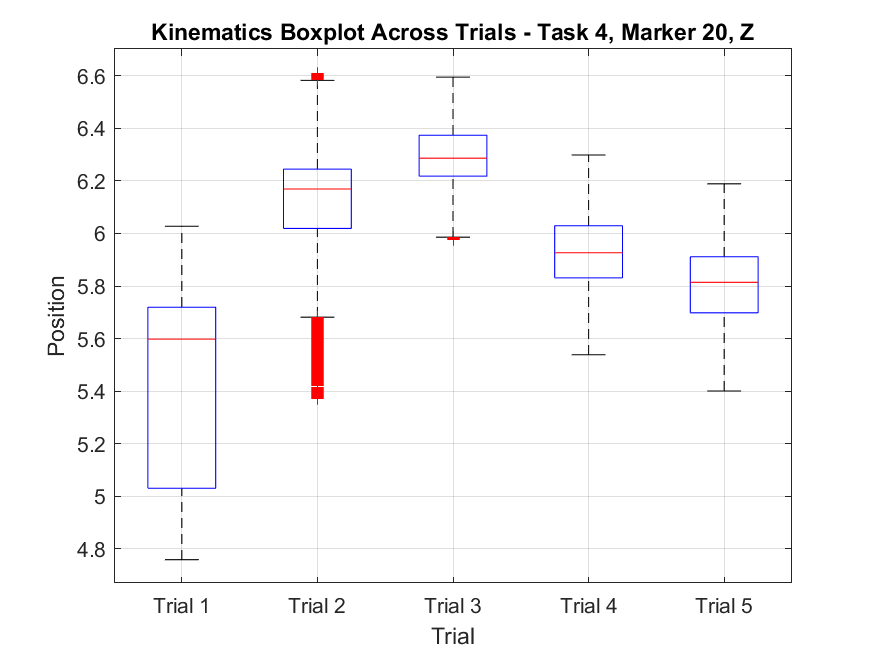 Kinematics Boxplot Across Trials - Task 4, Marker 20, Z
Position
6.6
6.4
6.2
6
5.8
5.6
5.4
5.2
5
4.8
Trial 1 Trial 2 Trial 3 Trial 4 Trial 5
Trial